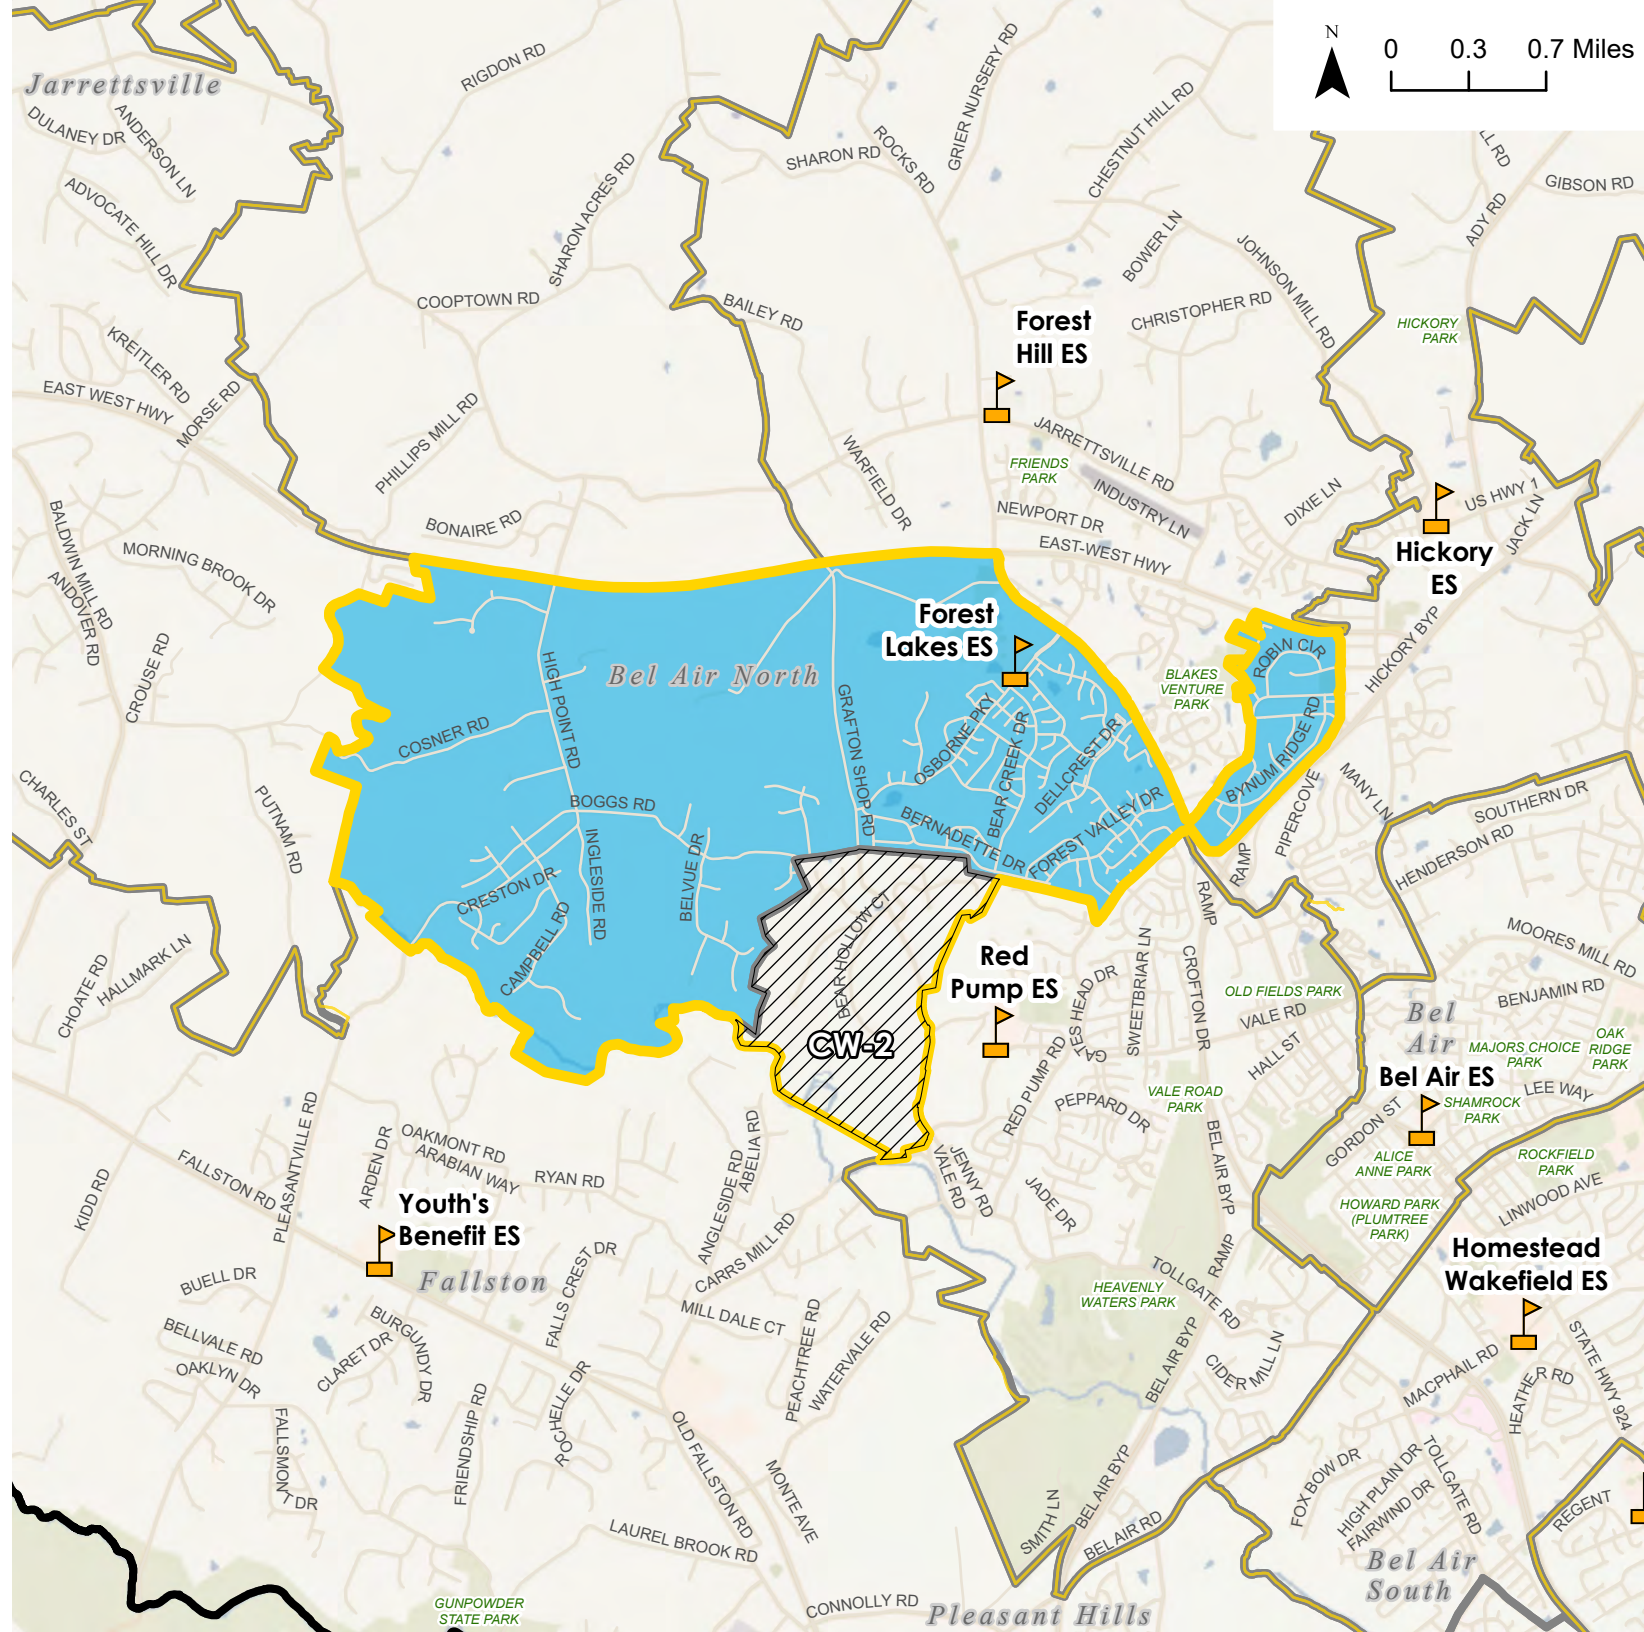 N
0 0.3 0.7 Miles
Jarrettsville
RIGDON RD
GRIER NURSERY RD
CHESTNUT HILL RD
LL RD
DULANEY DR
ANDERSON LN
SHARON RD
ROCKS RD
GIBSON RD
ADVOCATE HILL DR
SHARON ACRES RD
BOWER LN
JOHNSON MILL RD
ADY RD
COOPTOWN RD
BAILEY RD
CHRISTOPHER RD
Forest
Hill ES
HICKORY
PARK
KREITLER RD
EAST WEST HWY
MORSE RD
PHILLIPS MILL RD
WARFIELD DR
JARRETTSVILLE RD
FRIENDS
PARK
INDUSTRY LN
DIXIE LN
US HWY 1
JACK LN
NEWPORT DR
BONAIRE RD
EAST-WEST HWY
Hickory
ES
BALDWIN MILL RD
ANDOVER RD
MORNING BROOK DR
Forest
Lakes ES
HICKORY BYP
CROUSE RD
Bel Air North
HIGH POINT RD
ROBIN CIR
BLAKES
VENTURE
PARK
GRAFTON SHOP RD
OSBORNE PKY
BEAR CREEK DR
DELLCREST DR
BYNUM RIDGE RD
COSNER RD
CHARLES ST
PUTNAM RD
BOGGS RD
MANY LN
SOUTHERN DR
HENDERSON RD
PIPERCOVE
BERNADETTE DR
FOREST VALLEY DR
INGLESIDE RD
BELVUE DR
CRESTON DR
CAMPBELL RD
RAMP
RAMP
BEAR HOLLOW CT
CHOATE RD
HALLMARK LN
Red
Pump ES
GATES HEAD DR
SWEETBRIAR LN
CROFTON DR
MOORES MILL RD
BENJAMIN RD
OLD FIELDS PARK
VALE RD
HALL ST
Bel
Air
CW-2
MAJORS CHOICE
PARK
OAK
RIDGE
PARK
Bel Air ES
LEE WAY
SHAMROCK
PARK
RED PUMP RD
PEPPARD DR
VALE ROAD
PARK
GORDON ST
ALICE
ANNE PARK
ROCKFIELD
PARK
PLEASANTVILLE RD
ARDEN DR
OAKMONT RD
ARABIAN WAY
RYAN RD
ANGLESIDE RD
ABELIA RD
JENNY RD
VALE RD
JADE DR
BEL AIR BYP
KIDD RD
FALLSTON RD
Youth's
Benefit ES
HOWARD PARK
(PLUMTREE
PARK)
LINWOOD AVE
Homestead
Wakefield ES
BUELL DR
Fallston
FALLS CREST DR
CARRS MILL RD
HEAVENLY
WATERS PARK
TOLLGATE RD
RAMP
BELLVALE RD
OAKLYN DR
CLARET DR
BURGUNDY DR
MILL DALE CT
PEACHTREE RD
WATERVALE RD
BEL AIR BYP
CIDER MILL LN
MACPHAIL RD
HEATHER RD
STATE HWY 924
FALLSMONT DR
FRIENDSHIP RD
ROCHELLE DR
OLD FALLSTON RD
MONTE AVE
FOX BOW DR
HIGH PLAIN DR
FAIRWIND DR
TOLLGATE RD
REGENT
SMITH LN
BEL AIR BYP
BEL AIR RD
LAUREL BROOK RD
Bel Air
South
GUNPOWDER
STATE PARK
CONNOLLY RD
Pleasant Hills